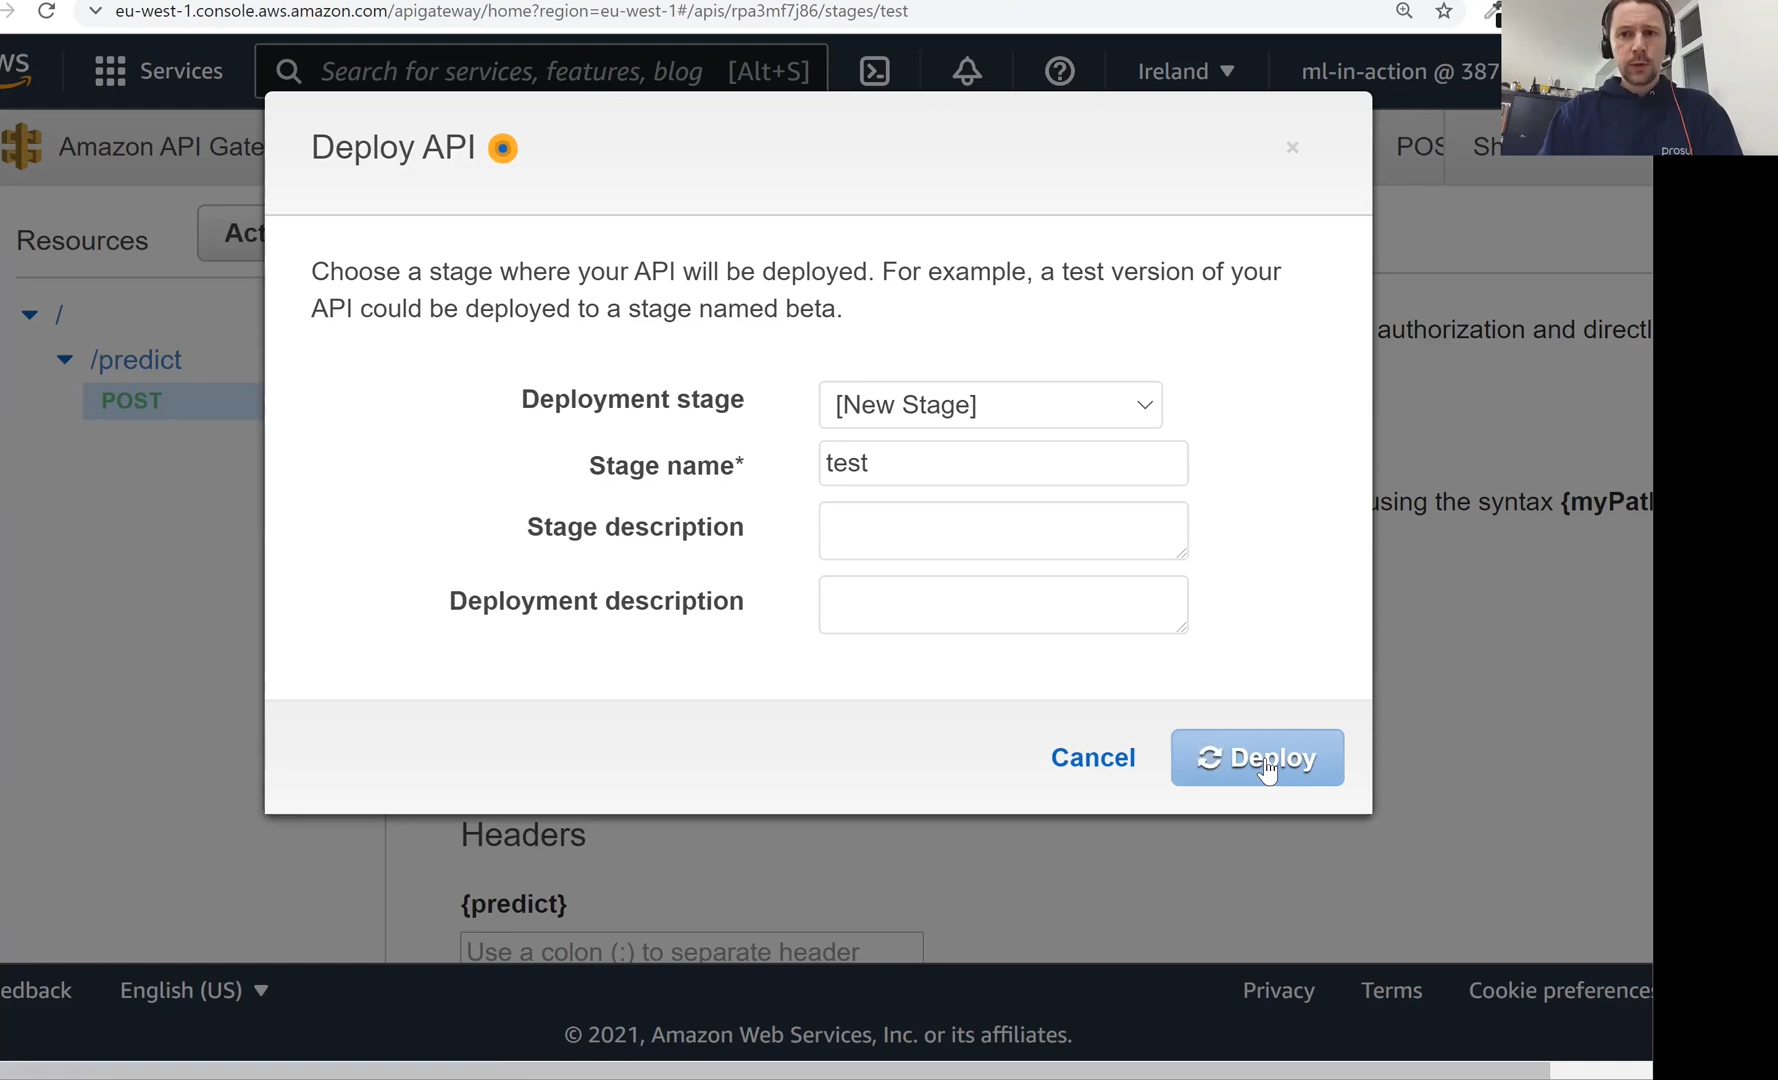 eu-west-1.console.aws.amazon.com/apigateway/home?region=eu-west-1#/apis/rpa3mf7j86/stages/test
WS
Services
Search for services, features, blog
[Alt+S]
Ireland
ml-in-action @ 387
Amazon API Gate
POS
Sh
Deploy API
Resources
Act
Choose a stage where your API will be deployed. For example, a test version of your
API could be deployed to a stage named beta.
/
/predict
POST
authorization and directl
Deployment stage
[New Stage]
Stage name*
test
Stage description
using the syntax {myPatl
Deployment description
Cancel
Deploy
Headers
{predict}
Use a colon (:) to separate header
edback
English (US)
Privacy
Terms
Cookie preferences
© 2021, Amazon Web Services, Inc. or its affiliates.
prosu